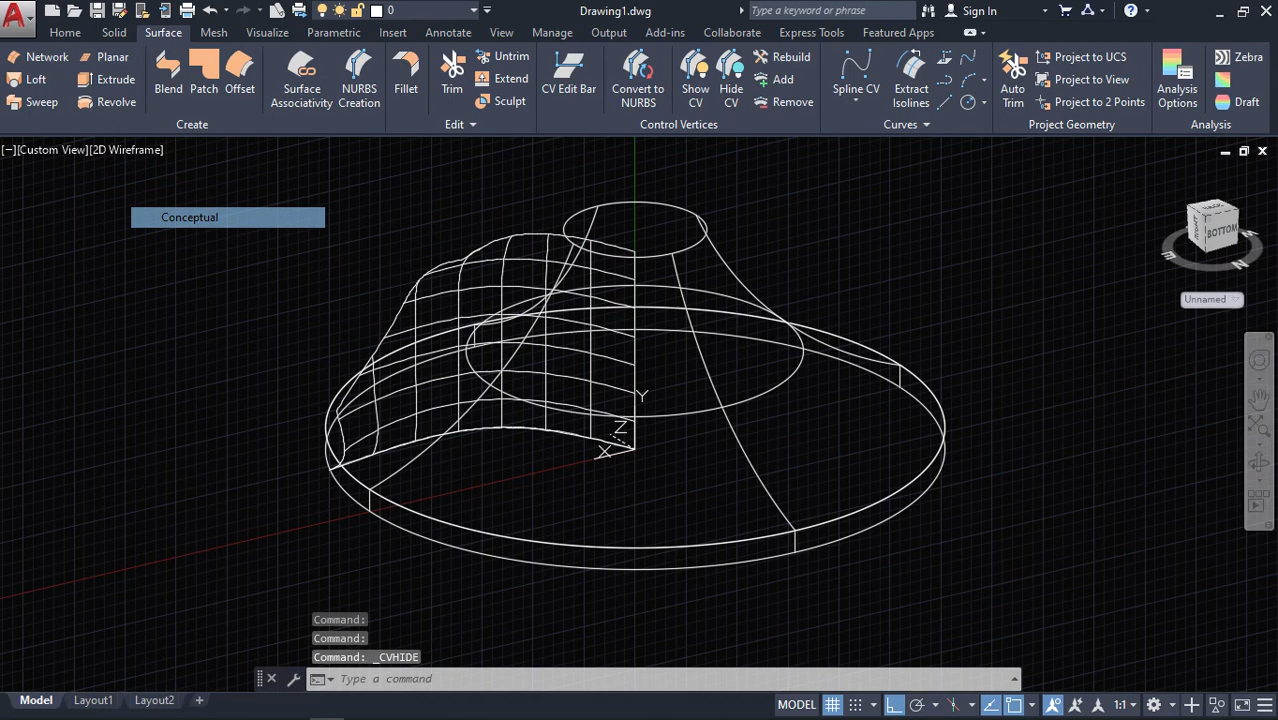 0
Drawing1.dwg
Type a keyword or phrase
Sign In
Home Solid Surface Mesh Visualize Parametric Insert Annotate View Manage Output Add-ins Collaborate Express Tools Featured Apps
Network Planar
Loft Extrude
Sweep Revolve
Blend Patch Offset
Create
Surface Associativity
NURBS Creation
Fillet
Trim
Untrim
Extend
Sculpt
Edit
CV Edit Bar
Convert to NURBS
Show CV
Hide CV
Rebuild
Add
Remove
Control Vertices
Spline CV
Extract Isolines
Curves
Auto Trim
Project to UCS
Project to View
Project to 2 Points
Project Geometry
Analysis Options
Zebra
Draft
Analysis
[−][Custom View][2D Wireframe]
Conceptual
RIGHT
BOTTOM
Unnamed
Y
Z
X
Command:
Command:
Command: _CVHIDE
Type a command
Model Layout1 Layout2 +
MODEL
1:1